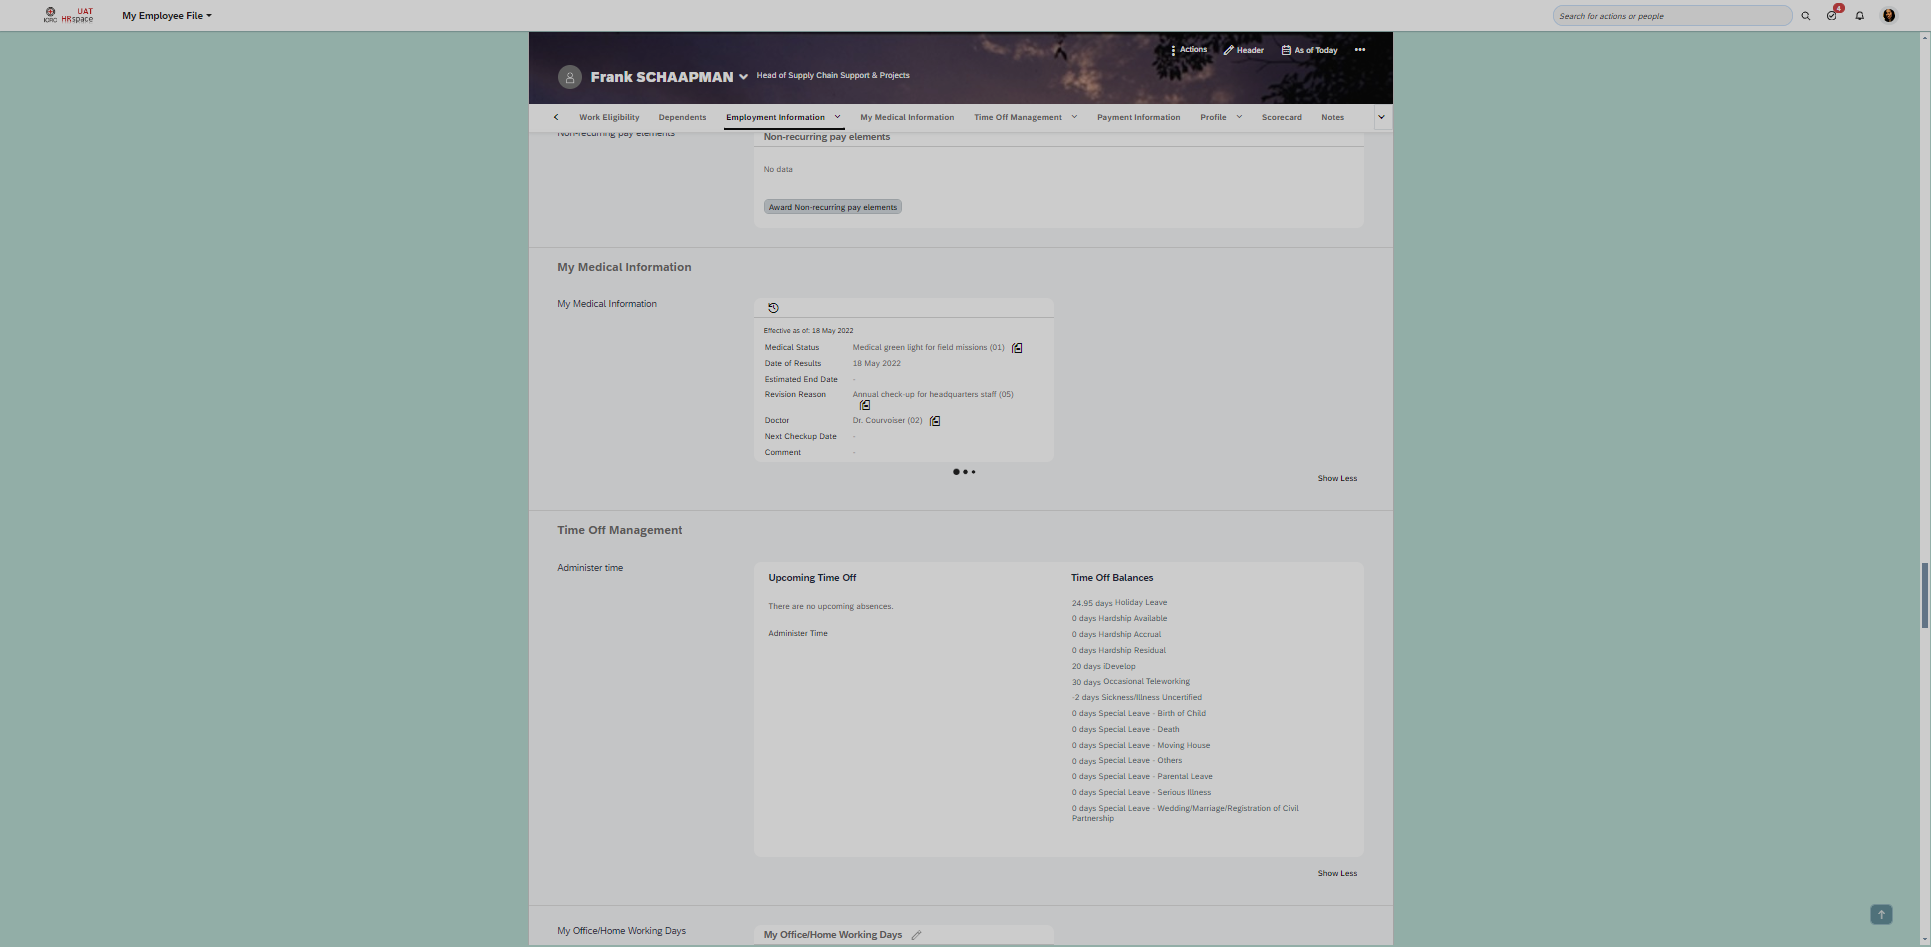 UAT
ICRC HRspace
My Employee File
Search for actions or people
4
Actions
Header
As of Today
Frank SCHAAPMAN
Head of Supply Chain Support & Projects
Work Eligibility
Dependents
Employment Information
My Medical Information
Time Off Management
Payment Information
Profile
Scorecard
Notes
Non-recurring pay elements
Non-recurring pay elements
No data
Award Non-recurring pay elements
My Medical Information
My Medical Information
Effective as of: 18 May 2022
Medical Status Medical green light for field missions (01)
Date of Results 18 May 2022
Estimated End Date -
Revision Reason Annual check-up for headquarters staff (05)
Doctor Dr. Courvoiser (02)
Next Checkup Date -
Comment -
Show Less
Time Off Management
Administer time
Upcoming Time Off
There are no upcoming absences.
Administer Time
Time Off Balances
24.95 days Holiday Leave
0 days Hardship Available
0 days Hardship Accrual
0 days Hardship Residual
20 days iDevelop
30 days Occasional Teleworking
-2 days Sickness/Illness Uncertified
0 days Special Leave - Birth of Child
0 days Special Leave - Death
0 days Special Leave - Moving House
0 days Special Leave - Others
0 days Special Leave - Parental Leave
0 days Special Leave - Serious Illness
0 days Special Leave - Wedding/Marriage/Registration of Civil
Partnership
Show Less
My Office/Home Working Days
My Office/Home Working Days